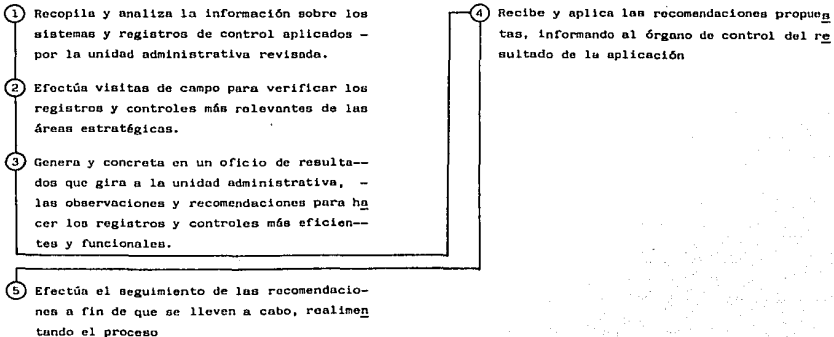 1 Recopila y analiza la información sobre los
sistemas y registros de control aplicados -
por la unidad administrativa revisada.
2 Efectúa visitas de campo para verificar los
registros y controles más relevantes de las
áreas estratégicas.
3 Genera y concreta en un oficio de resulta--
dos que gira a la unidad administrativa, -
las observaciones y recomendaciones para ha
cer los registros y controles más eficien--
tes y funcionales.
4 Recibe y aplica las recomendaciones propues
tas, informando al órgano de control del re
sultado de la aplicación
5 Efectúa el seguimiento de las recomendacio-
nes a fin de que se lleven a cabo, realimen
tando el proceso